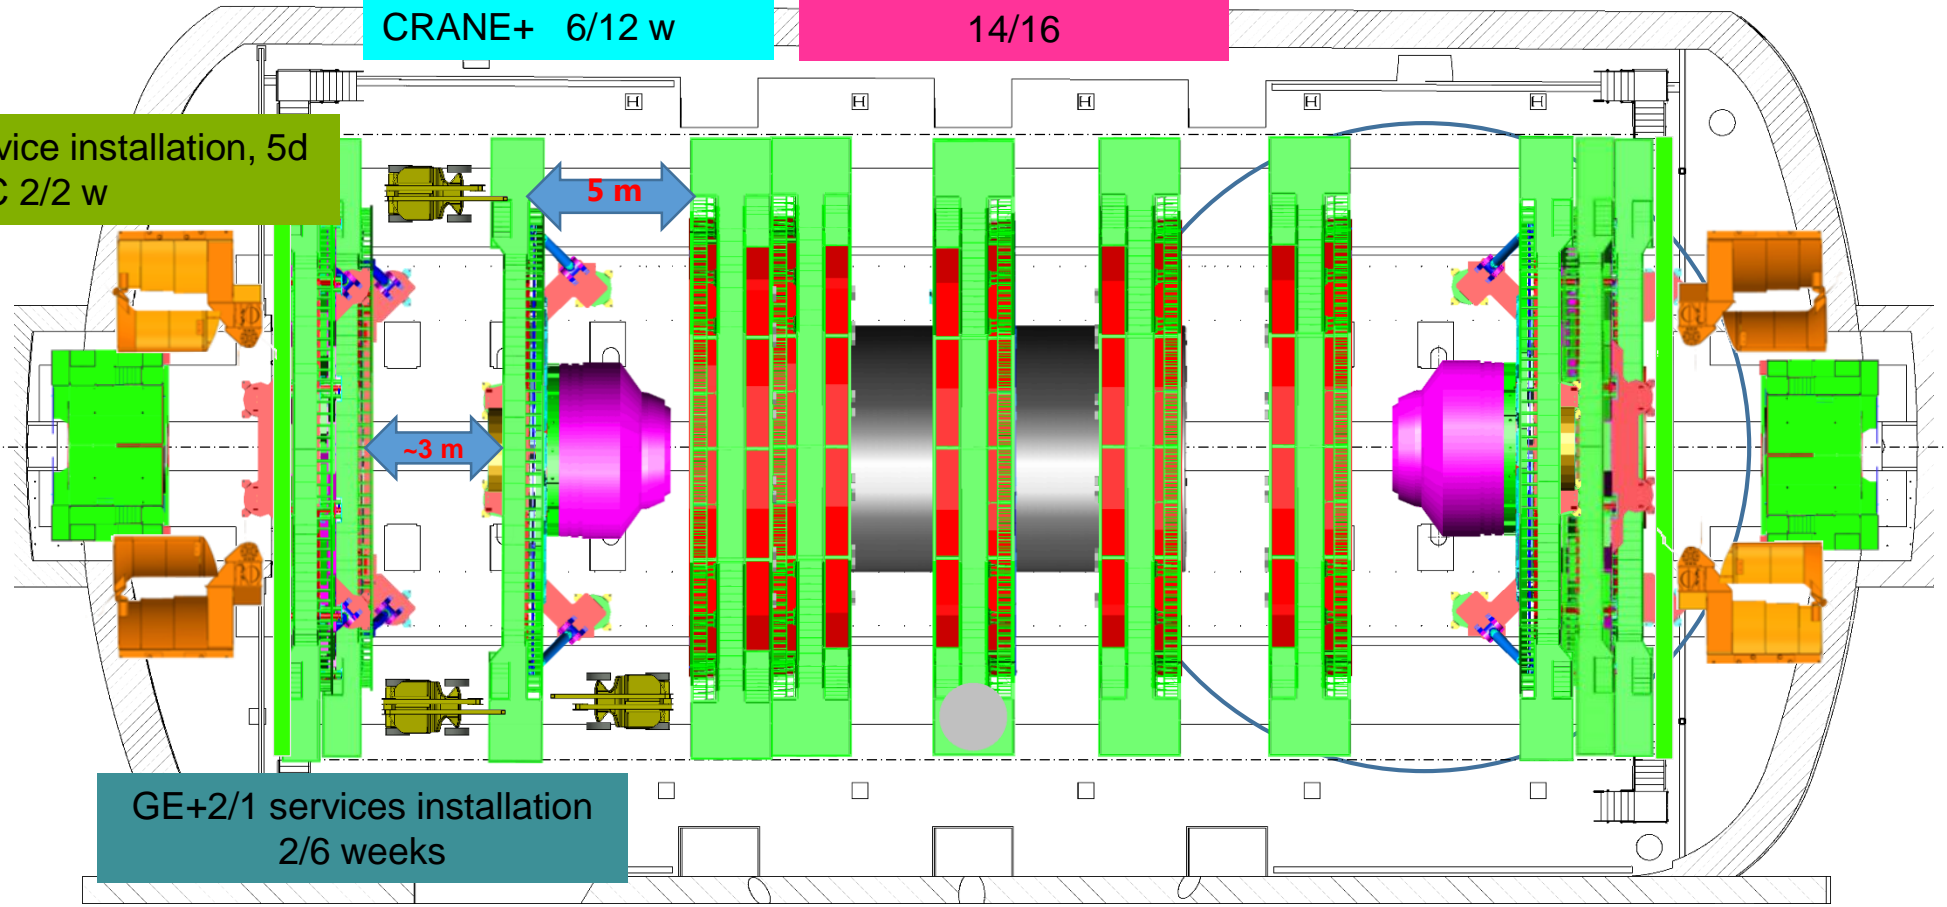 CRANE+ 6/12 w
14/16
vice installation, 5d
C 2/2 w
5 m
~3 m
GE+2/1 services installation
2/6 weeks